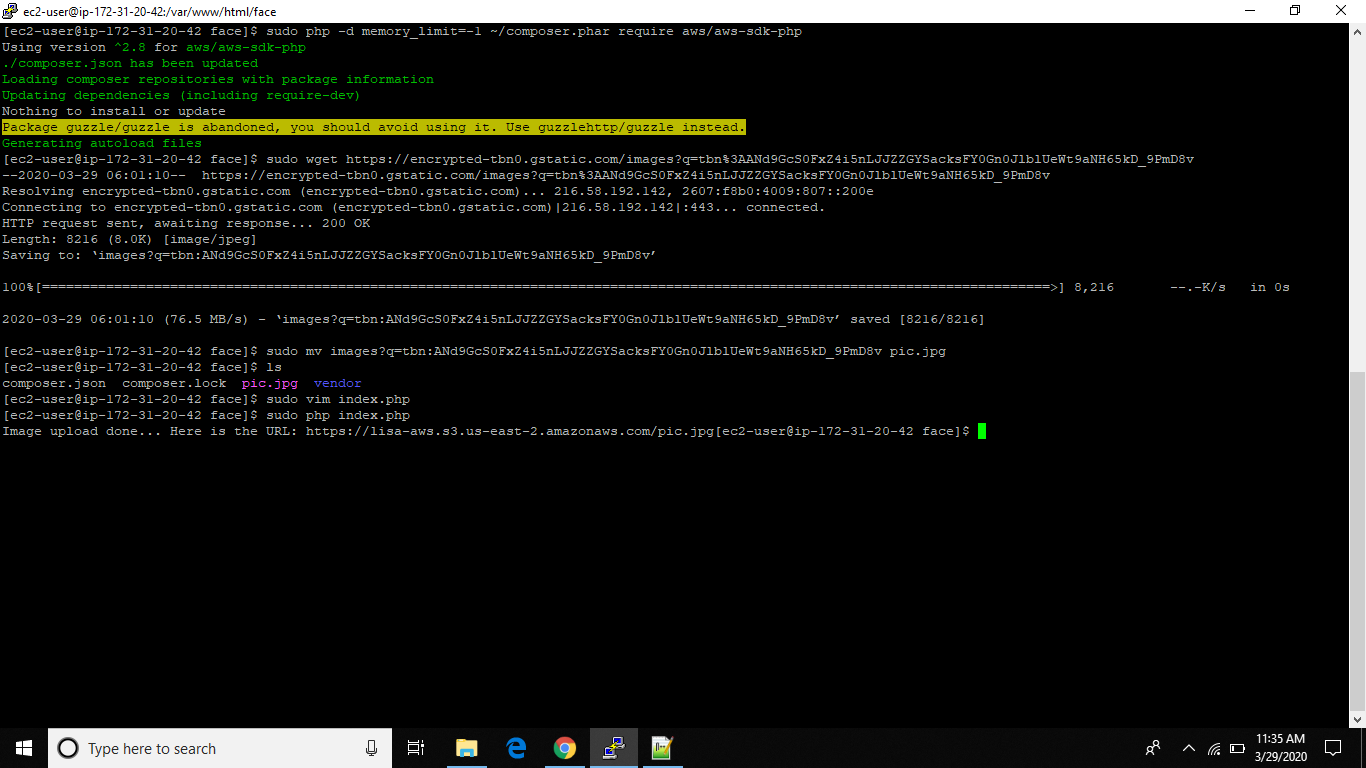 ec2-user@ip-172-31-20-42:/var/www/html/face
[ec2-user@ip-172-31-20-42 face]$ sudo php -d memory_limit=-1 ~/composer.phar require aws/aws-sdk-php
Using version ^2.8 for aws/aws-sdk-php
./composer.json has been updated
Loading composer repositories with package information
Updating dependencies (including require-dev)
Nothing to install or update
Package guzzle/guzzle is abandoned, you should avoid using it. Use guzzlehttp/guzzle instead.
Generating autoload files
[ec2-user@ip-172-31-20-42 face]$ sudo wget https://encrypted-tbn0.gstatic.com/images?q=tbn%3AANd9GcS0FxZ4i5nLJJZZGYSacksFY0Gn0JlblUeWt9aNH65kD_9PmD8v
--2020-03-29 06:01:10--  https://encrypted-tbn0.gstatic.com/images?q=tbn%3AANd9GcS0FxZ4i5nLJJZZGYSacksFY0Gn0JlblUeWt9aNH65kD_9PmD8v
Resolving encrypted-tbn0.gstatic.com (encrypted-tbn0.gstatic.com)... 216.58.192.142, 2607:f8b0:4009:807::200e
Connecting to encrypted-tbn0.gstatic.com (encrypted-tbn0.gstatic.com)|216.58.192.142|:443... connected.
HTTP request sent, awaiting response... 200 OK
Length: 8216 (8.0K) [image/jpeg]
Saving to: ‘images?q=tbn:ANd9GcS0FxZ4i5nLJJZZGYSacksFY0Gn0JlblUeWt9aNH65kD_9PmD8v’
100%[==============================================================================================================================>] 8,216       --.-K/s   in 0s
2020-03-29 06:01:10 (76.5 MB/s) - ‘images?q=tbn:ANd9GcS0FxZ4i5nLJJZZGYSacksFY0Gn0JlblUeWt9aNH65kD_9PmD8v’ saved [8216/8216]
[ec2-user@ip-172-31-20-42 face]$ sudo mv images?q=tbn:ANd9GcS0FxZ4i5nLJJZZGYSacksFY0Gn0JlblUeWt9aNH65kD_9PmD8v pic.jpg
[ec2-user@ip-172-31-20-42 face]$ ls
composer.json  composer.lock  pic.jpg  vendor
[ec2-user@ip-172-31-20-42 face]$ sudo vim index.php
[ec2-user@ip-172-31-20-42 face]$ sudo php index.php
Image upload done... Here is the URL: https://lisa-aws.s3.us-east-2.amazonaws.com/pic.jpg[ec2-user@ip-172-31-20-42 face]$
Type here to search
11:35 AM
3/29/2020